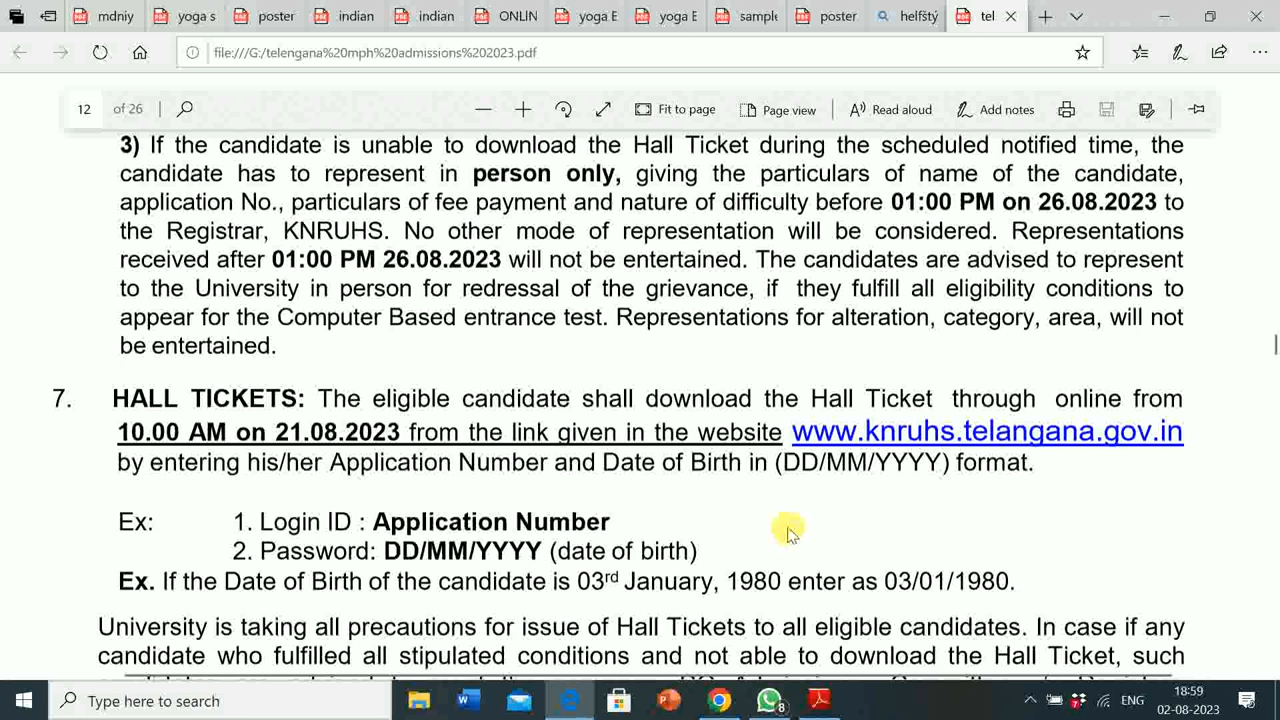 mdniy
yoga s
poster
indian
indian
ONLIN
yoga E
yoga E
sampl
poster
helfštý
tel
file:///G:/telengana%20mph%20admissions%202023.pdf
12 of 26
Fit to page
Page view
Read aloud
Add notes
3) If the candidate is unable to download the Hall Ticket during the scheduled notified time, the
candidate has to represent in person only, giving the particulars of name of the candidate,
application No., particulars of fee payment and nature of difficulty before 01:00 PM on 26.08.2023 to
the Registrar, KNRUHS. No other mode of representation will be considered. Representations
received after 01:00 PM 26.08.2023 will not be entertained. The candidates are advised to represent
to the University in person for redressal of the grievance, if they fulfill all eligibility conditions to
appear for the Computer Based entrance test. Representations for alteration, category, area, will not
be entertained.
7. HALL TICKETS: The eligible candidate shall download the Hall Ticket through online from
10.00 AM on 21.08.2023 from the link given in the website www.knruhs.telangana.gov.in
by entering his/her Application Number and Date of Birth in (DD/MM/YYYY) format.
Ex: 1. Login ID : Application Number
2. Password: DD/MM/YYYY (date of birth)
Ex. If the Date of Birth of the candidate is 03rd January, 1980 enter as 03/01/1980.
University is taking all precautions for issue of Hall Tickets to all eligible candidates. In case if any
candidate who fulfilled all stipulated conditions and not able to download the Hall Ticket, such
Type here to search
8
ENG
18:59
02-08-2023